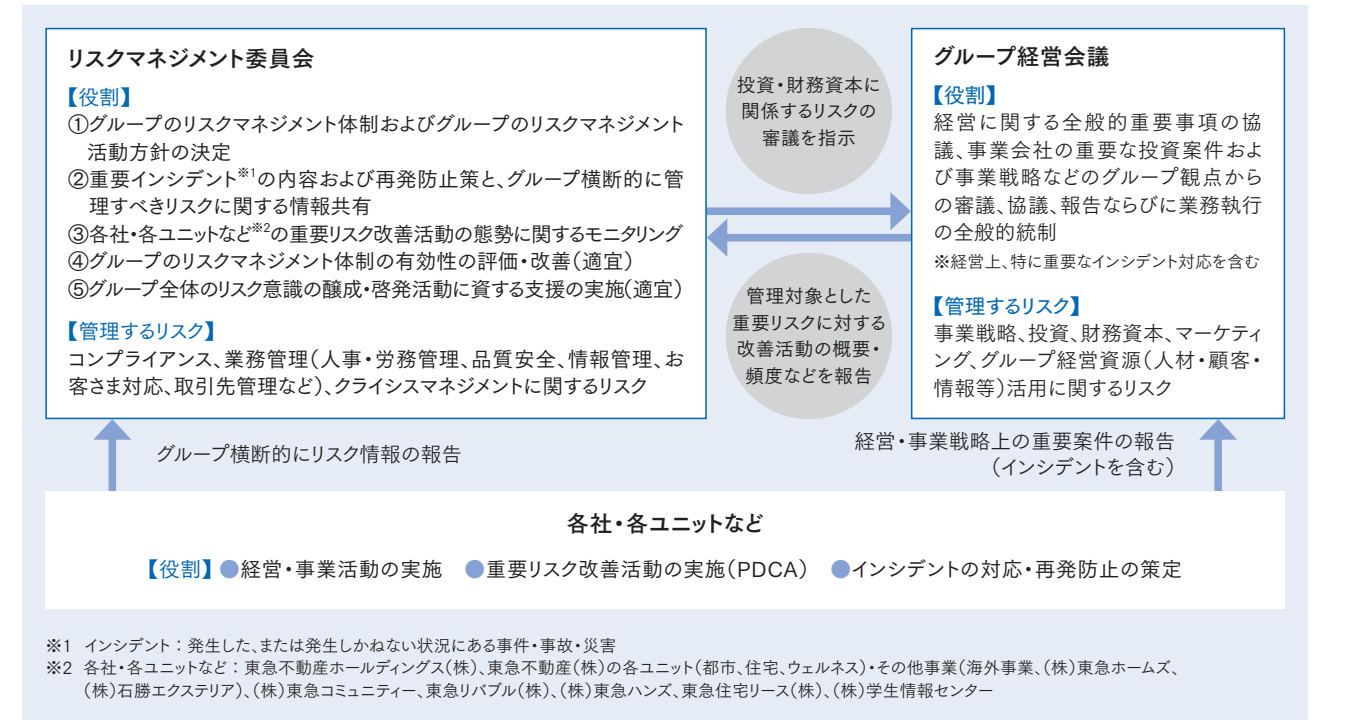 リスクマネジメント委員会
【役割】
①グループのリスクマネジメント体制およびグループのリスクマネジメント
活動方針の決定
②重要インシデント※1の内容および再発防止策と、グループ横断的に管
理すべきリスクに関する情報共有
③各社・各ユニットなど※2の重要リスク改善活動の態勢に関するモニタリング
④グループのリスクマネジメント体制の有効性の評価・改善(適宜)
⑤グループ全体のリスク意識の醸成・啓発活動に資する支援の実施(適宜)
【管理するリスク】
コンプライアンス、業務管理(人事・労務管理、品質安全、情報管理、お
客さま対応、取引先管理など)、クライシスマネジメントに関するリスク
投資・財務資本に
関係するリスクの
審議を指示
管理対象とした
重要リスクに対する
改善活動の概要・
頻度などを報告
グループ経営会議
【役割】
経営に関する全般的重要事項の協
議、事業会社の重要な投資案件およ
び事業戦略などのグループ観点から
の審議、協議、報告ならびに業務執行
の全般的統制
※経営上、特に重要なインシデント対応を含む
【管理するリスク】
事業戦略、投資、財務資本、マーケティ
ング、グループ経営資源(人材・顧客・
情報等)活用に関するリスク
グループ横断的にリスク情報の報告
経営・事業戦略上の重要案件の報告
(インシデントを含む)
各社・各ユニットなど
【役割】●経営・事業活動の実施 ●重要リスク改善活動の実施(PDCA) ●インシデントの対応・再発防止の策定
※1 インシデント:発生した、または発生しかねない状況にある事件・事故・災害
※2 各社・各ユニットなど:東急不動産ホールディングス(株)、東急不動産(株)の各ユニット(都市、住宅、ウェルネス)・その他事業(海外事業、(株)東急ホームズ、
(株)石勝エクステリア)、(株)東急コミュニティー、東急リバブル(株)、(株)東急ハンズ、東急住宅リース(株)、(株)学生情報センター